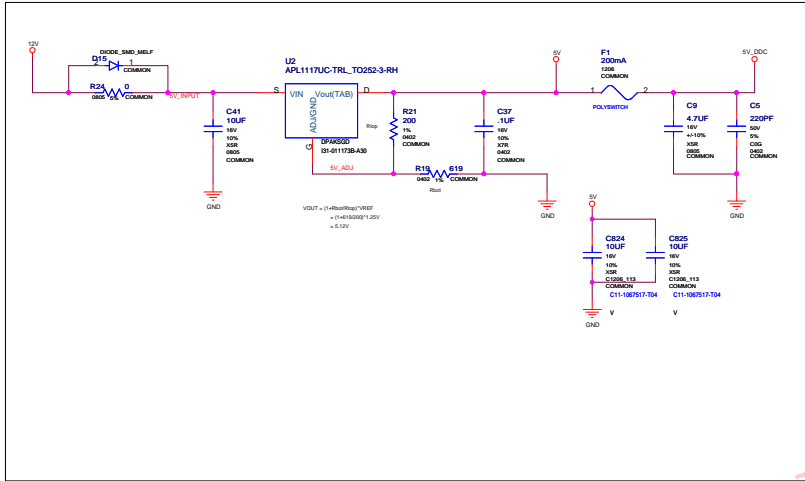 12V
DIODE_SMD_MELF
D15
2
1
COMMON
R24
0
0805
5%
COMMON
5V_INPUT
C41
10UF
16V
10%
X5R
0805
COMMON
GND
U2
APL1117UC-TRL_TO252-3-RH
S
VIN
Vout(TAB)
D
ADJ/GND
G
DPAKSGD
I31-011173B-A30
5V_ADJ
Rtop
R21
200
1%
0402
COMMON
R19
619
0402
1%
COMMON
Rbot
C37
.1UF
16V
10%
X7R
0402
COMMON
GND
VOUT = (1+Rbot/Rtop)*VREF
= (1+619/200)*1.25V
= 5.12V
5V
F1
200mA
1206
COMMON
1
2
POLYSWITCH
5V_DDC
C9
4.7UF
16V
+/-10%
X5R
0805
COMMON
C5
220PF
50V
5%
C0G
0402
COMMON
GND
5V
C824
10UF
16V
10%
X5R
C1206_113
COMMON
C11-1067517-T04
V
C825
10UF
16V
10%
X5R
C1206_113
COMMON
C11-1067517-T04
V
GND